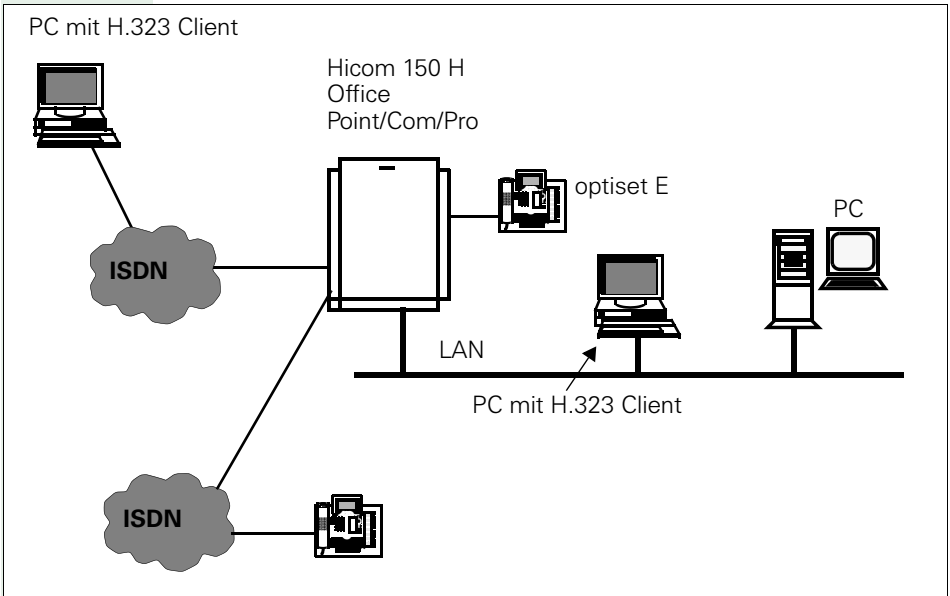 PC mit H.323 Client
Hicom 150 H
Office
Point/Com/Pro
optiset E
PC
ISDN
LAN
PC mit H.323 Client
ISDN